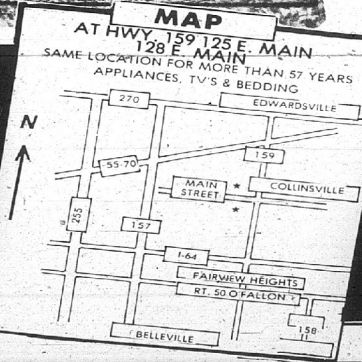 MAP
AT HWY. 159 125 E. MAIN
128 E. MAIN
SAME LOCATION FOR MORE THAN 57 YEARS
APPLIANCES, TV'S & BEDDING
270
EDWARDSVILLE
N
159
55-70
MAIN
STREET
COLLINSVILLE
255
157
I-64
FAIRVIEW HEIGHTS
RT. 50 O'FALLON
158
BELLEVILLE